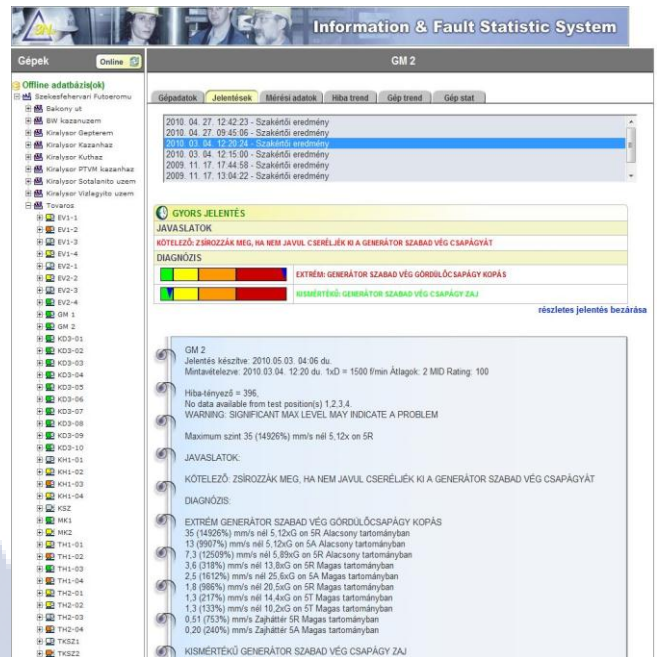 SN
Information & Fault Statistic System
Gépek
Online
GM 2
Offline adatbázis(ok)
Szekesfehervari Futoeromu
Bakony ut
BW kazanuzem
Kiralysor Gepterem
Kiralysor Kazanhaz
Kiralysor Kuthaz
Kiralysor PTVM kazanhaz
Kiralysor Sotalanito uzem
Kiralysor Vizlagyito uzem
Tovaros
EV1-1
EV1-2
EV1-3
EV1-4
EV2-1
EV2-2
EV2-3
EV2-4
GM 1
GM 2
KD3-01
KD3-02
KD3-03
KD3-04
KD3-05
KD3-06
KD3-07
KD3-08
KD3-09
KD3-10
KH1-01
KH1-02
KH1-03
KH1-04
KSZ
MK1
MK2
TH1-01
TH1-02
TH1-03
TH1-04
TH2-01
TH2-02
TH2-03
TH2-04
TKSZ1
TKSZ2
Gépadatok Jelentések Mérési adatok Hiba trend Gép trend Gép stat
2010. 04. 27. 12:42:23 - Szakértői eredmény
2010. 04. 27. 09:45:06 - Szakértői eredmény
2010. 03. 04. 12:20:24 - Szakértői eredmény
2010. 03. 04. 12:15:00 - Szakértői eredmény
2009. 11. 17. 17:44:58 - Szakértői eredmény
2009. 11. 17. 13:04:22 - Szakértői eredmény
GYORS JELENTÉS
JAVASLATOK
KÖTELEZŐ: ZSÍROZZÁK MEG, HA NEM JAVUL CSERÉLJÉK KI A GENERÁTOR SZABAD VÉG CSAPÁGYÁT
DIAGNÓZIS
EXTRÉM: GENERÁTOR SZABAD VÉG GÖRDÜLŐCSAPÁGY KOPÁS
KISMÉRTÉKŰ: GENERÁTOR SZABAD VÉG CSAPÁGY ZAJ
részletes jelentés bezárása
GM 2
Jelentés készítve: 2010.05.03. 04:06 du.
Mintavételezve: 2010.03.04. 12:20 du. 1xD = 1500 f/min Átlagok: 2 MID Rating: 100
Hiba-tényező = 396,
No data available from test position(s) 1,2,3,4.
WARNING: SIGNIFICANT MAX LEVEL MAY INDICATE A PROBLEM
Maximum szint 35 (14926%) mm/s nél 5,12x on 5R
JAVASLATOK:
KÖTELEZŐ: ZSÍROZZÁK MEG, HA NEM JAVUL CSERÉLJÉK KI A GENERÁTOR SZABAD VÉG CSAPÁGYÁT
DIAGNÓZIS:
EXTRÉM GENERÁTOR SZABAD VÉG GÖRDÜLŐCSAPÁGY KOPÁS
35 (14926%) mm/s nél 5,12xG on 5R Alacsony tartományban
13 (9907%) mm/s nél 5,12xG on 5A Alacsony tartományban
7,3 (12509%) mm/s nél 5,89xG on 5R Alacsony tartományban
3,6 (318%) mm/s nél 13,8xG on 5R Magas tartományban
2,5 (1612%) mm/s nél 25,6xG on 5A Magas tartományban
1,8 (986%) mm/s nél 20,5xG on 5R Magas tartományban
1,3 (217%) mm/s nél 14,4xG on 5T Magas tartományban
1,3 (133%) mm/s nél 10,2xG on 5T Magas tartományban
0,51 (753%) mm/s Zajháttér 5R Magas tartományban
0,20 (240%) mm/s Zajháttér 5A Magas tartományban
KISMÉRTÉKŰ GENERÁTOR SZABAD VÉG CSAPÁGY ZAJ